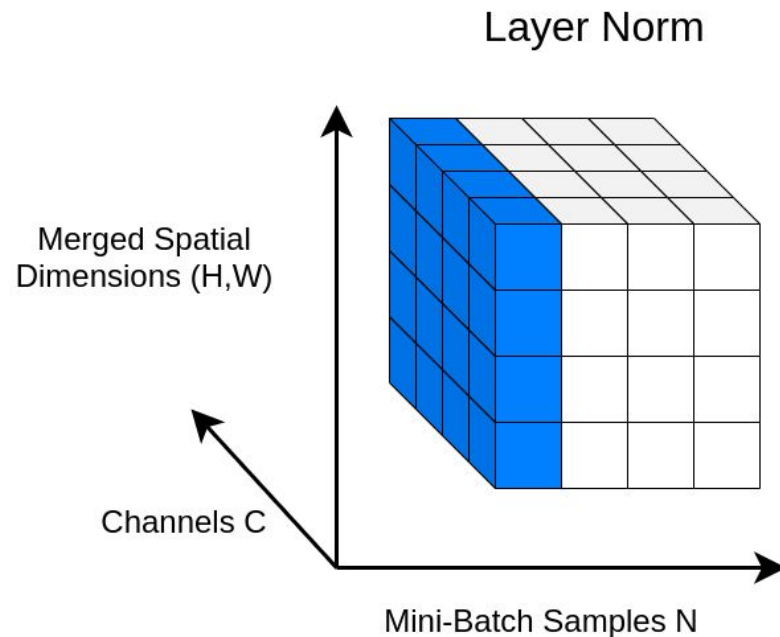 Layer Norm
Merged Spatial
Dimensions (H,W)
Channels C
Mini-Batch Samples N